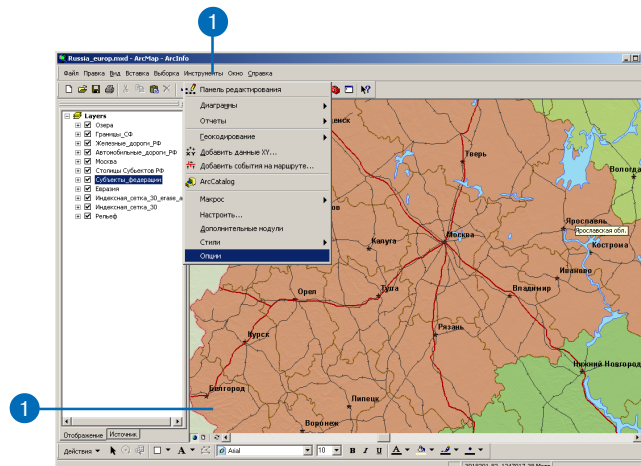 1
Russia_europ.mxd - ArcMap - ArcInfo
Файл Правка Вид Вставка Выборка Инструменты Окно Справка
Панель редактирования
Диаграммы
Отчеты
Геокодирование
Добавить данные XY...
Добавить события на маршруте...
ArcCatalog
Макрос
Настроить...
Дополнительные модули
Стили
Опции
Layers
Озера
Границы_СФ
Железные_дороги_РФ
Автомобильные_дороги_РФ
Москва
Столицы Субъектов РФ
Субъекты_федерации
Евразия
Индексная_сетка_30_erase_a
Индексная_сетка_30
Рельеф
Тверь
Вологда
Ярославль
Ярославская обл.
Москва
Кострома
Калуга
Иваново
Владимир
Орел
Тула
Рязань
Курск
Нижний Новгород
Белгород
Липецк
Воронеж
1
Отображение Источник
Действия
Arial
10